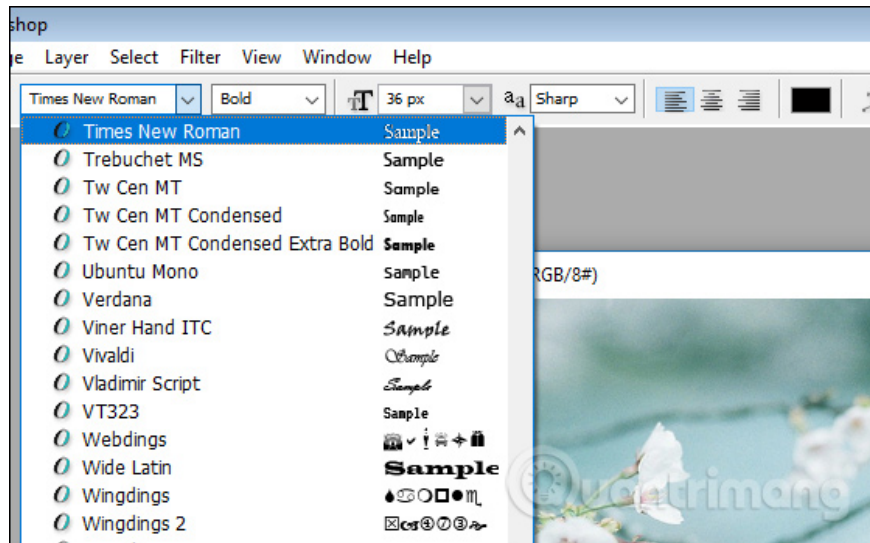 shop
ge Layer Select Filter View Window Help
Times New Roman Bold 36 px Sharp
Times New Roman Sample
Trebuchet MS Sample
Tw Cen MT Sample
Tw Cen MT Condensed Sample
Tw Cen MT Condensed Extra Bold Sample
Ubuntu Mono Sample
RGB/8#)
Verdana Sample
Viner Hand ITC Sample
Vivaldi Sample
Vladimir Script Sample
VT323 Sample
Webdings
Wide Latin Sample
Wingdings
Wingdings 2
Quantrimang